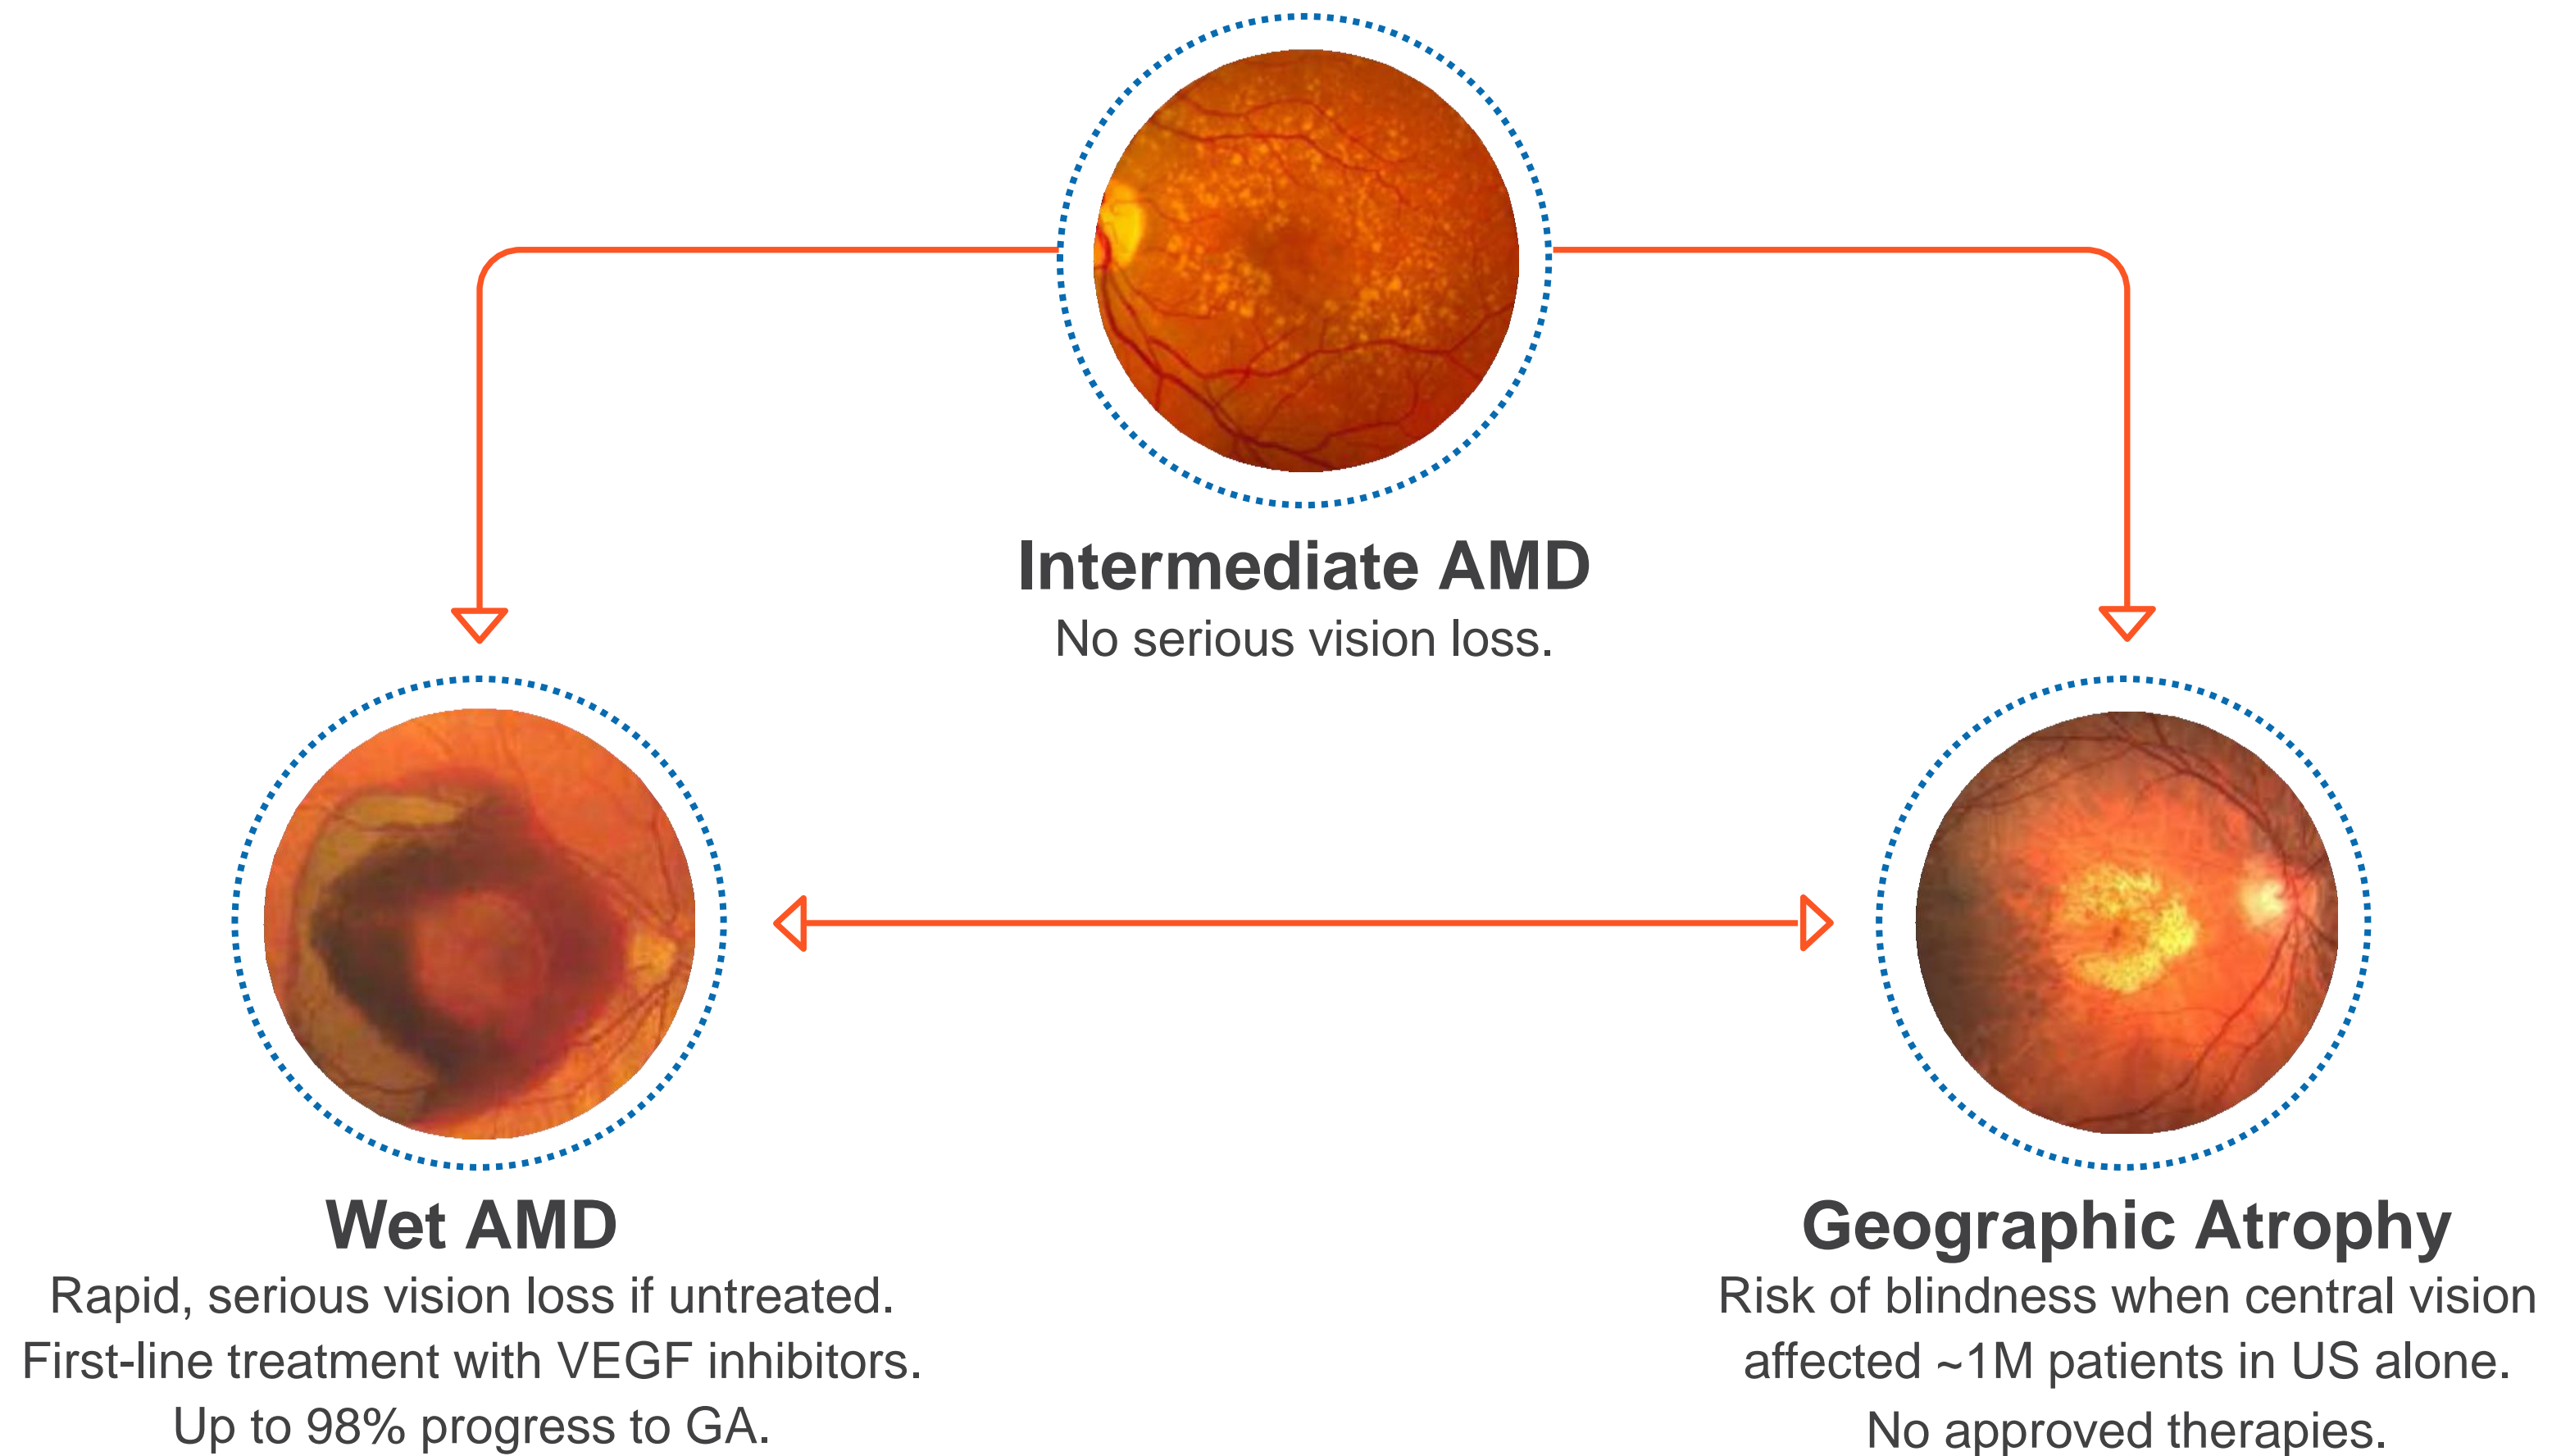 Intermediate AMD
No serious vision loss.
Wet AMD
Rapid, serious vision loss if untreated.
First-line treatment with VEGF inhibitors.
Up to 98% progress to GA.
Geographic Atrophy
Risk of blindness when central vision
affected ~1M patients in US alone.
No approved therapies.